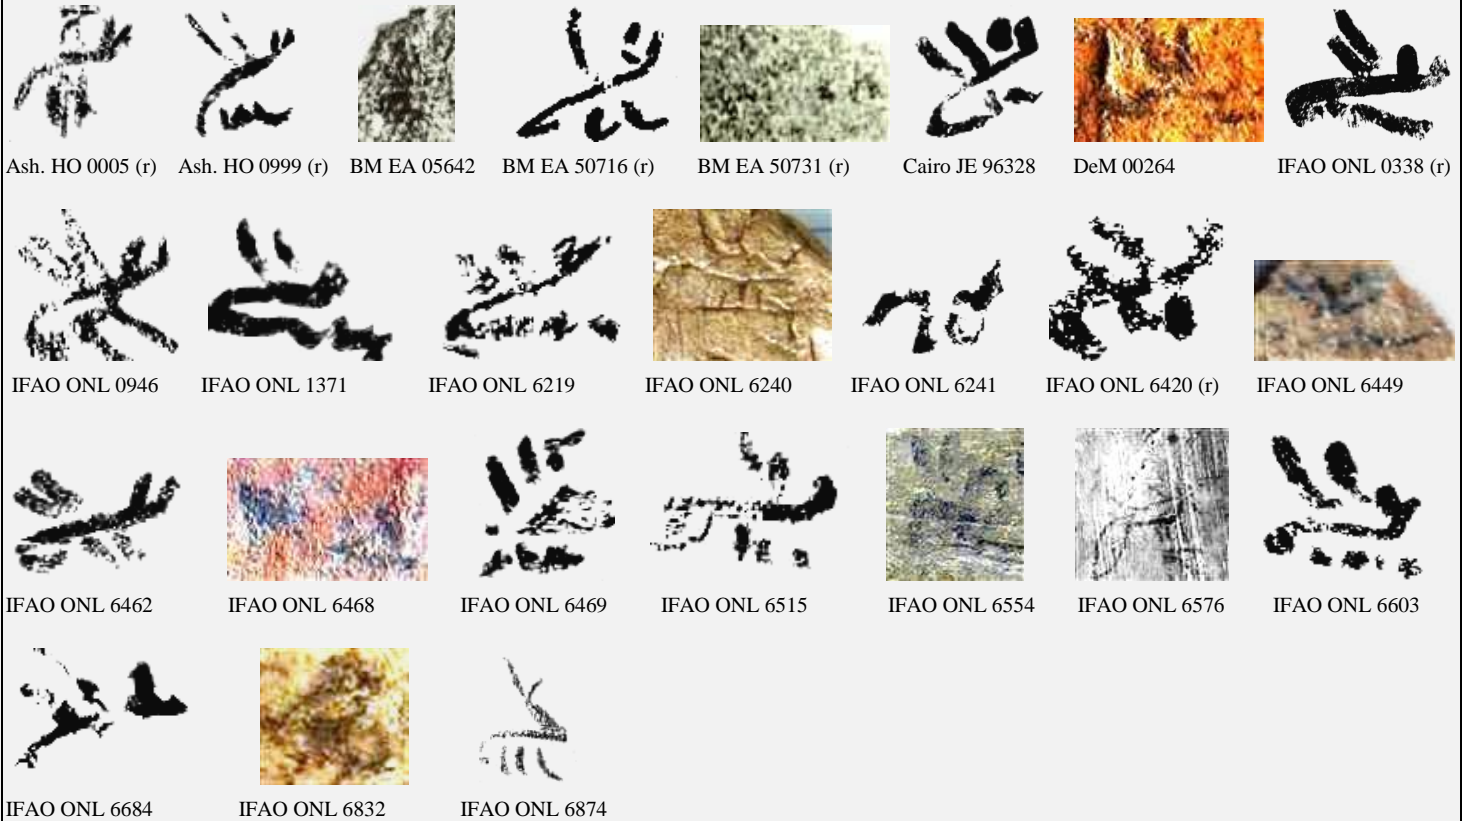 Ash. HO 0005 (r) Ash. HO 0999 (r) BM EA 05642 BM EA 50716 (r) BM EA 50731 (r) Cairo JE 96328 DeM 00264 IFAO ONL 0338 (r)
IFAO ONL 0946 IFAO ONL 1371 IFAO ONL 6219 IFAO ONL 6240 IFAO ONL 6241 IFAO ONL 6420 (r) IFAO ONL 6449
IFAO ONL 6462 IFAO ONL 6468 IFAO ONL 6469 IFAO ONL 6515 IFAO ONL 6554 IFAO ONL 6576 IFAO ONL 6603
IFAO ONL 6684 IFAO ONL 6832 IFAO ONL 6874